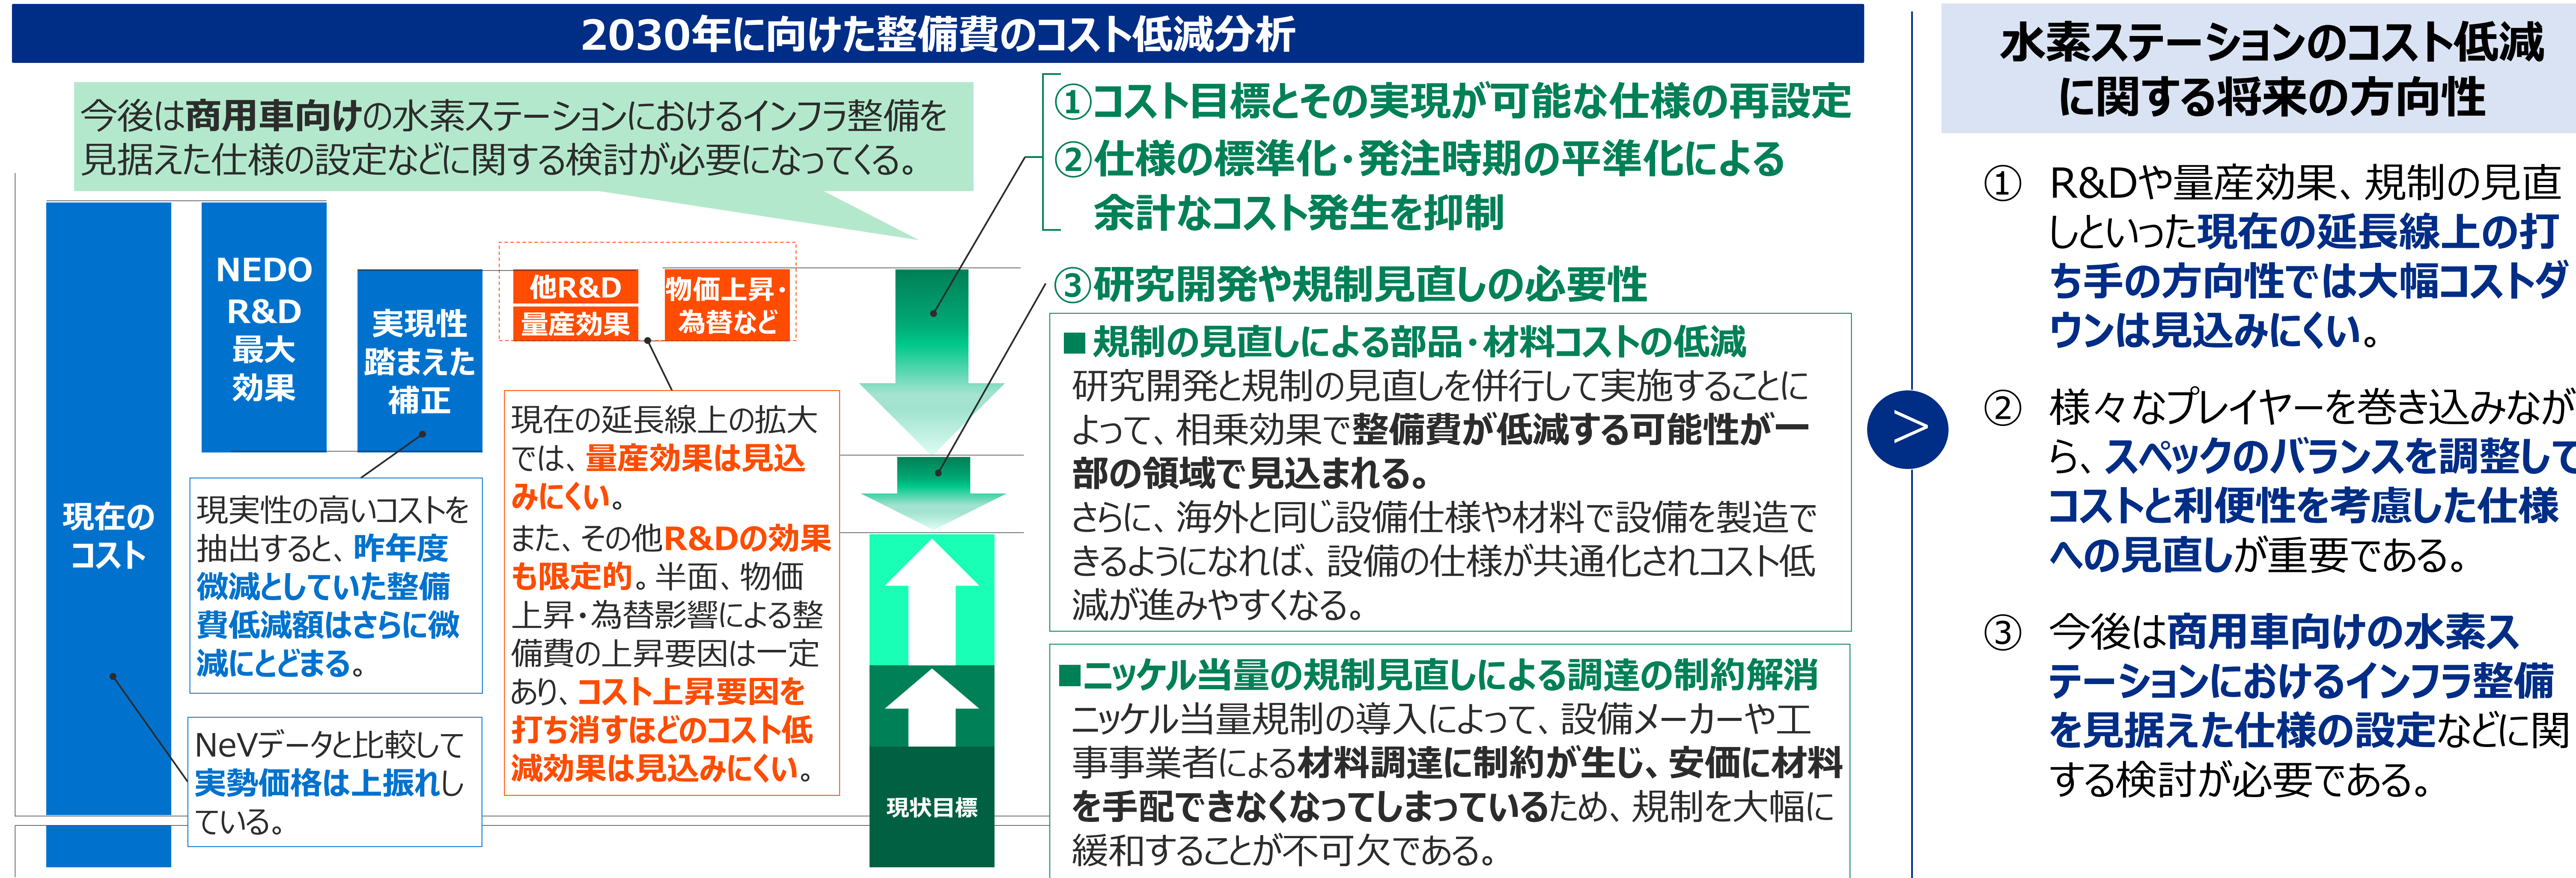 2030年に向けた整備費のコスト低減分析
今後は商用車向けの水素ステーションにおけるインフラ整備を
見据えた仕様の設定などに関する検討が必要になってくる。
現在の
コスト
NEDO
R&D
最大
効果
実現性
踏まえた
補正
他R&D
量産効果
物価上昇・
為替など
現実性の高いコストを
抽出すると、昨年度
微減としていた整備
費低減額はさらに微
減にとどまる。
NeVデータと比較して
実勢価格は上振れし
ている。
現在の延長線上の拡大
では、量産効果は見込
みにくい。
また、その他R&Dの効果
も限定的。半面、物価
上昇・為替影響による整
備費の上昇要因は一定
あり、コスト上昇要因を
打ち消すほどのコスト低
減効果は見込みにくい。
現状目標
①コスト目標とその実現が可能な仕様の再設定
②仕様の標準化・発注時期の平準化による
余計なコスト発生を抑制
③研究開発や規制見直しの必要性
■規制の見直しによる部品・材料コストの低減
研究開発と規制の見直しを併行して実施することに
よって、相乗効果で整備費が低減する可能性が一
部の領域で見込まれる。
さらに、海外と同じ設備仕様や材料で設備を製造で
きるようになれば、設備の仕様が共通化されコスト低
減が進みやすくなる。
■ニッケル当量の規制見直しによる調達の制約解消
ニッケル当量規制の導入によって、設備メーカーや工
事事業者による材料調達に制約が生じ、安価に材料
を手配できなくなってしまっているため、規制を大幅に
緩和することが不可欠である。
＞
水素ステーションのコスト低減
に関する将来の方向性
① R&Dや量産効果、規制の見直
しといった現在の延長線上の打
ち手の方向性では大幅コストダ
ウンは見込みにくい。
② 様々なプレイヤーを巻き込みなが
ら、スペックのバランスを調整して
コストと利便性を考慮した仕様
への見直しが重要である。
③ 今後は商用車向けの水素ス
テーションにおけるインフラ整備
を見据えた仕様の設定などに関
する検討が必要である。